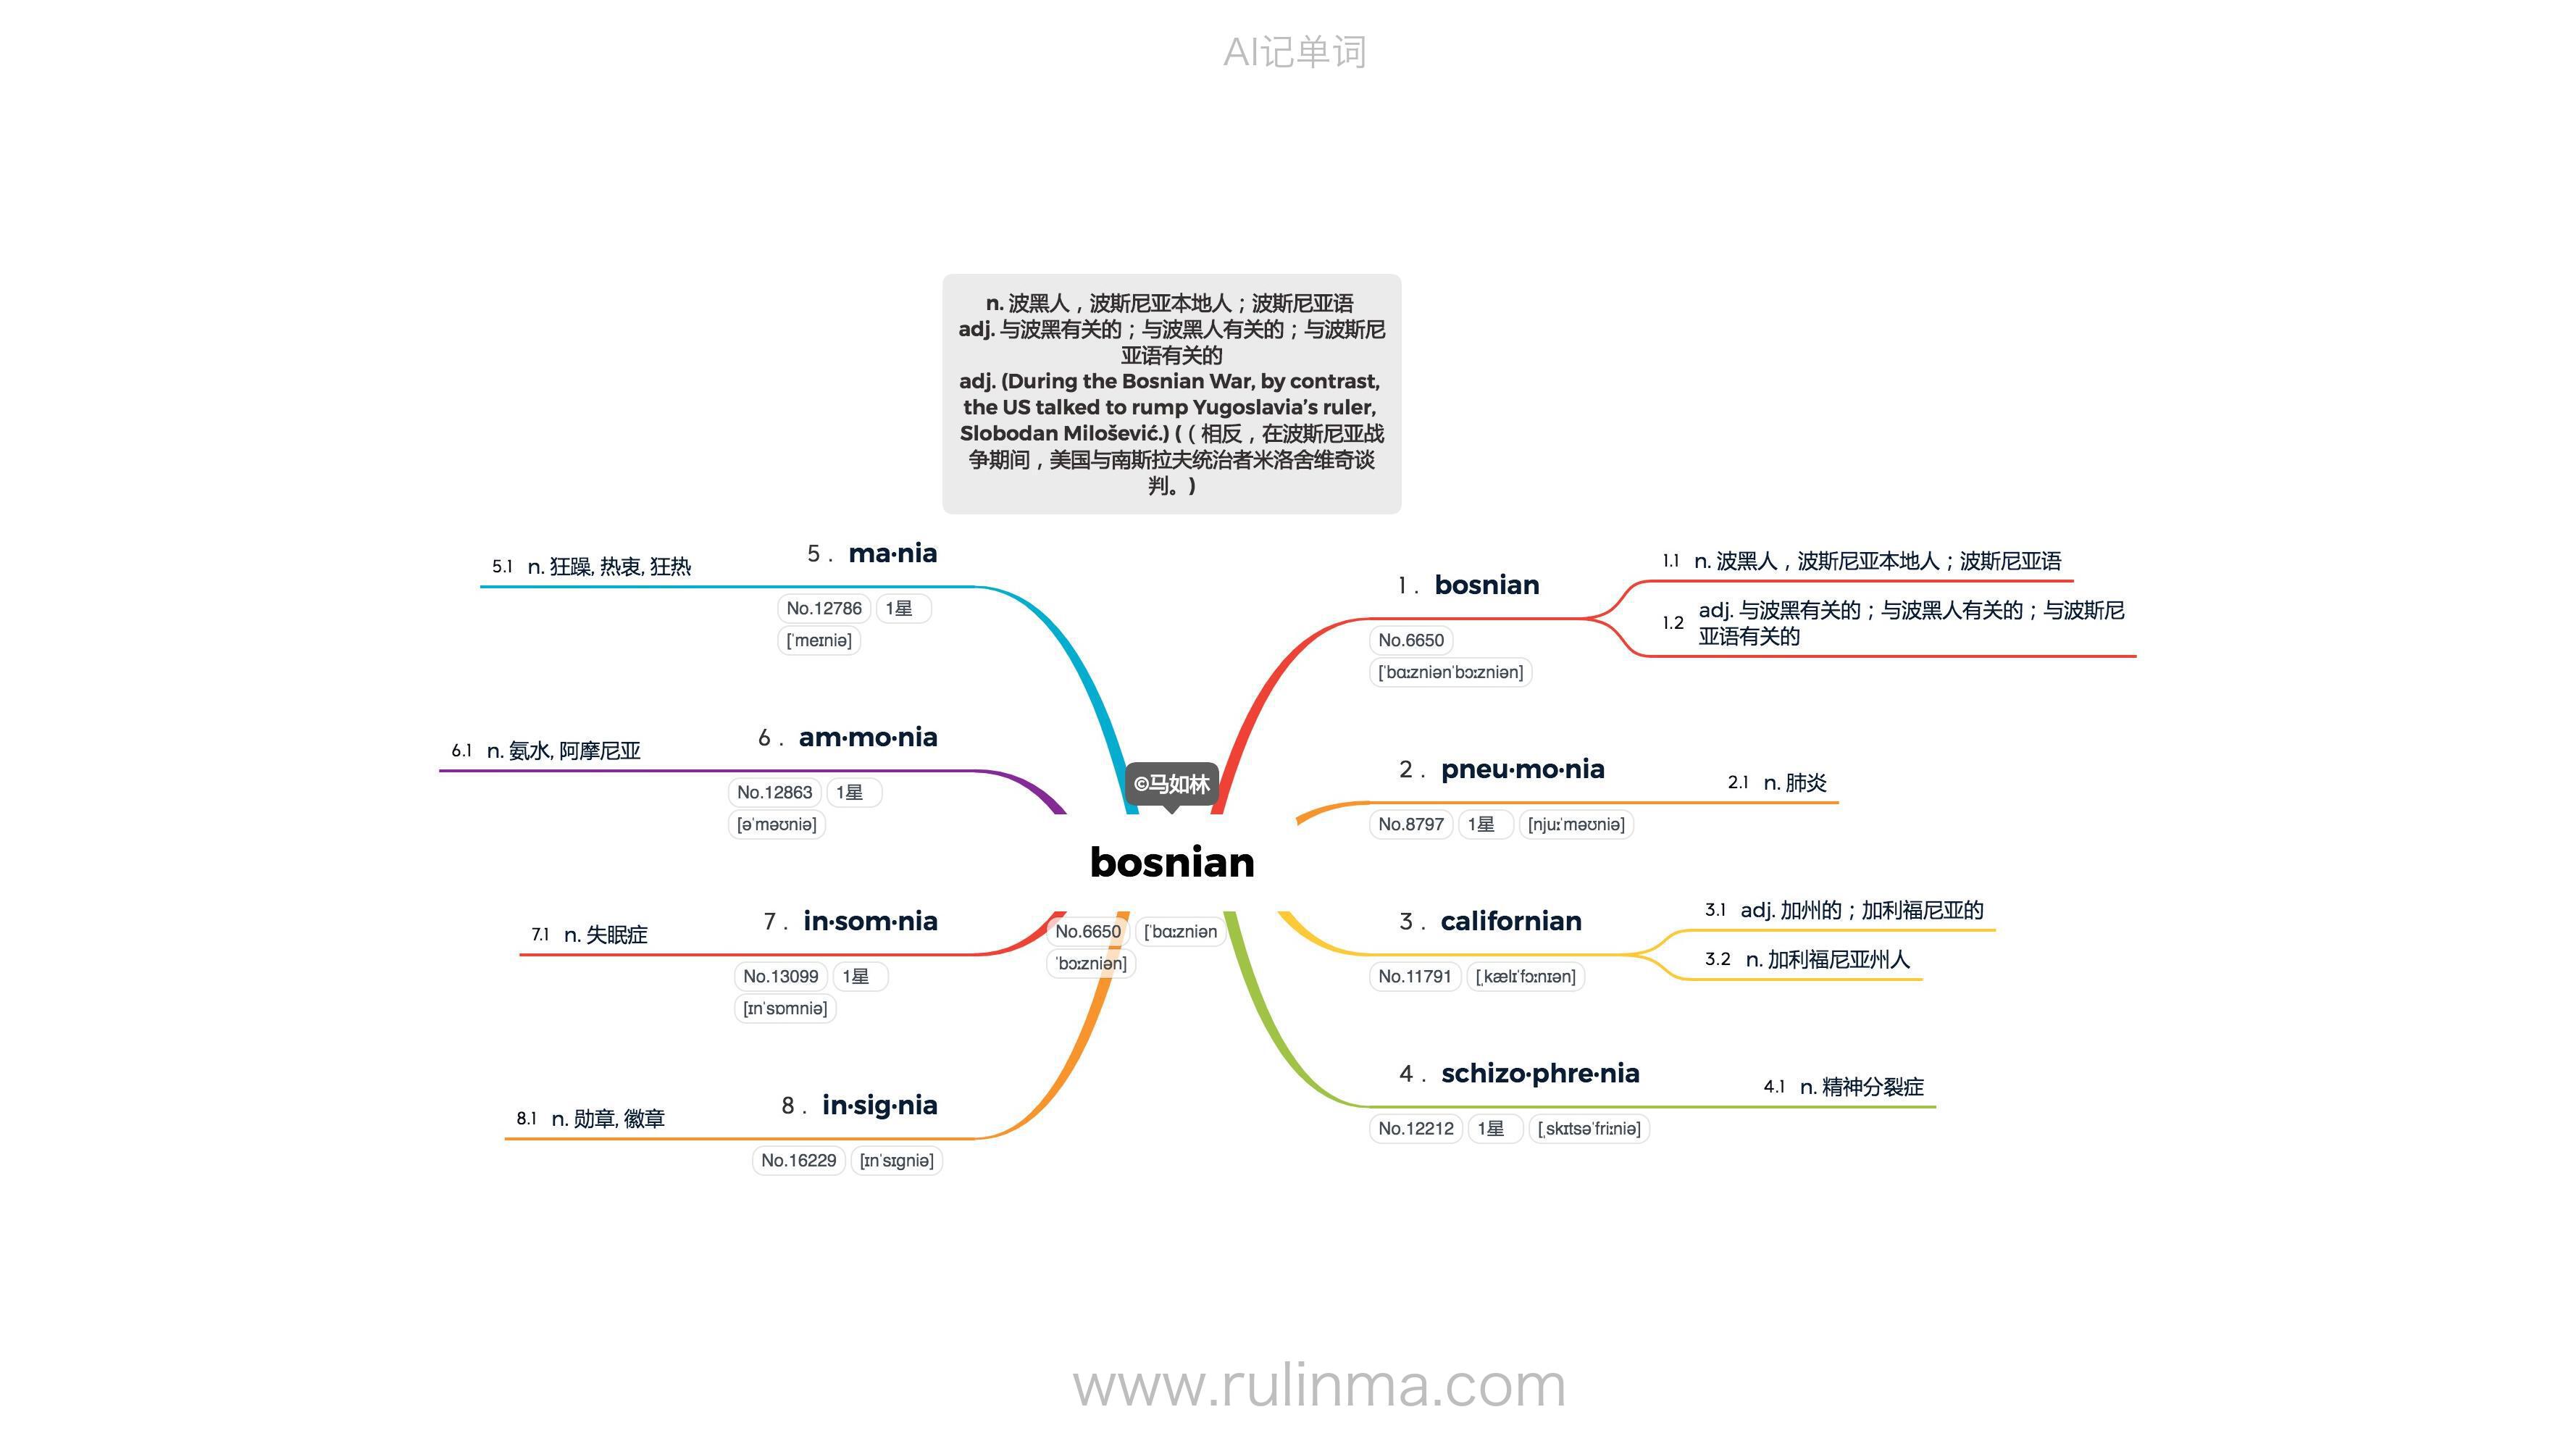 AI记单词
n. 波黑人，波斯尼亚本地人；波斯尼亚语
adj. 与波黑有关的；与波黑人有关的；与波斯尼
亚语有关的
adj. (During the Bosnian War, by contrast,
the US talked to rump Yugoslavia’s ruler,
Slobodan Milošević.) (（相反，在波斯尼亚战
争期间，美国与南斯拉夫统治者米洛舍维奇谈
判。)
©马如林
bosnian
No.6650 [ˈbɑːzniən
ˈbɔːzniən]
1. bosnian
No.6650
[ˈbɑːzniənˈbɔːzniən]
1.1 n. 波黑人，波斯尼亚本地人；波斯尼亚语
1.2 adj. 与波黑有关的；与波黑人有关的；与波斯尼
亚语有关的
2. pneu·mo·nia
No.8797 1星 [njuːˈməʊniə]
2.1 n. 肺炎
3. californian
No.11791 [ˌkælɪˈfɔːnɪən]
3.1 adj. 加州的；加利福尼亚的
3.2 n. 加利福尼亚州人
4. schizo·phre·nia
No.12212 1星 [ˌskɪtsəˈfriːniə]
4.1 n. 精神分裂症
5. ma·nia
No.12786 1星
[ˈmeɪniə]
5.1 n. 狂躁, 热衷, 狂热
6. am·mo·nia
No.12863 1星
[əˈməʊniə]
6.1 n. 氨水, 阿摩尼亚
7. in·som·nia
No.13099 1星
[ɪnˈsɒmniə]
7.1 n. 失眠症
8. in·sig·nia
No.16229 [ɪnˈsɪɡniə]
8.1 n. 勋章, 徽章
www.rulinma.com